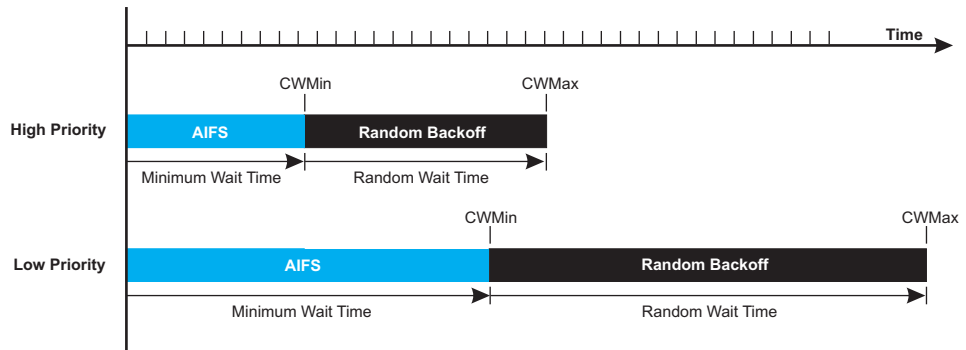 Time
CWMin CWMax
High Priority AIFS Random Backoff
Minimum Wait Time Random Wait Time
CWMin CWMax
Low Priority AIFS Random Backoff
Minimum Wait Time Random Wait Time